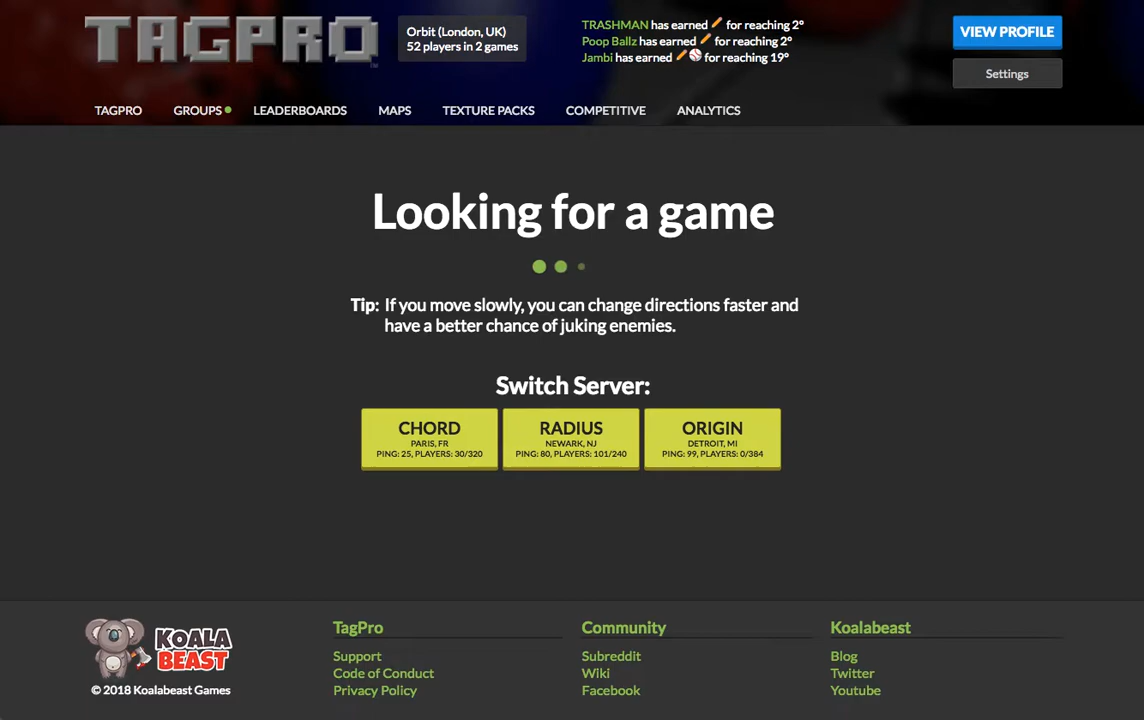 TAGPRO
Orbit (London, UK)
52 players in 2 games
TRASHMAN has earned for reaching 2°
Poop Ballz has earned for reaching 2°
Jambi has earned for reaching 19°
VIEW PROFILE
Settings
TAGPRO GROUPS LEADERBOARDS MAPS TEXTURE PACKS COMPETITIVE ANALYTICS
Looking for a game
Tip: If you move slowly, you can change directions faster and
have a better chance of juking enemies.
Switch Server:
CHORD
PARIS, FR
PING: 25, PLAYERS: 30/320
RADIUS
NEWARK, NJ
PING: 80, PLAYERS: 101/240
ORIGIN
DETROIT, MI
PING: 99, PLAYERS: 0/384
KOALA
BEAST
© 2018 Koalabeast Games
TagPro
Support
Code of Conduct
Privacy Policy
Community
Subreddit
Wiki
Facebook
Koalabeast
Blog
Twitter
Youtube